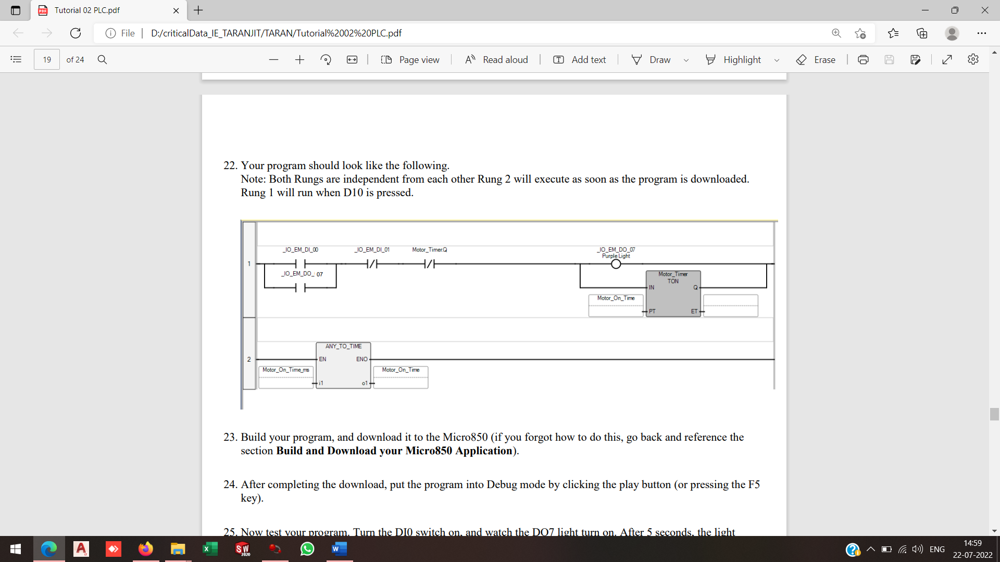 Tutorial 02 PLC.pdf
File
D:/criticalData_IE_TARANJIT/TARAN/Tutorial%2002%20PLC.pdf
19 of 24
Page view
Read aloud
Add text
Draw
Highlight
Erase
22. Your program should look like the following.
Note: Both Rungs are independent from each other Rung 2 will execute as soon as the program is downloaded.
Rung 1 will run when D10 is pressed.
_IO_EM_DI_00 _IO_EM_DI_01 Motor_Timer.Q _IO_EM_DO_07
Purple Light
1
_IO_EM_DO_ 07
Motor_Timer
TON
IN Q
Motor_On_Time
PT ET
ANY_TO_TIME
2 EN ENO
Motor_On_Time_ms Motor_On_Time
i1 o1
23. Build your program, and download it to the Micro850 (if you forgot how to do this, go back and reference the
section Build and Download your Micro850 Application).
24. After completing the download, put the program into Debug mode by clicking the play button (or pressing the F5
key).
25. Now test your program. Turn the DI0 switch on, and watch the DO7 light turn on. After 5 seconds, the light
ENG
14:59
22-07-2022